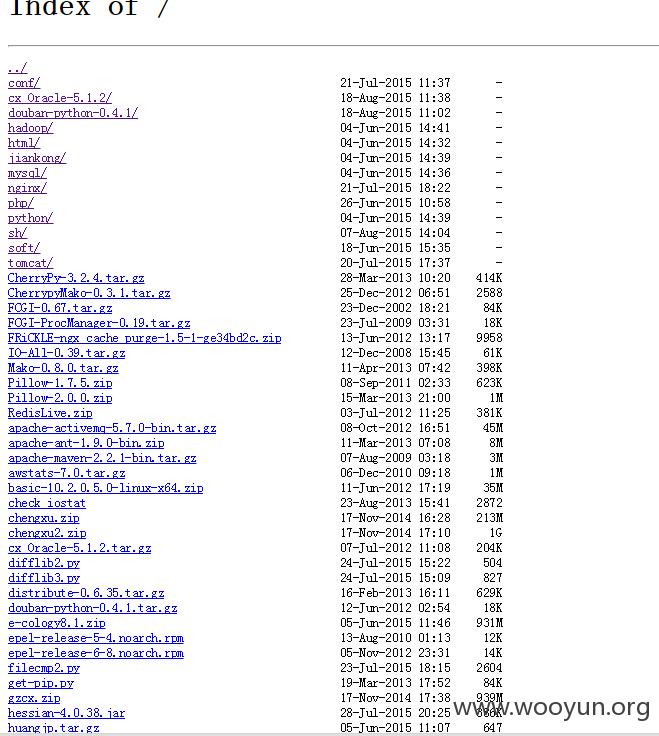 Index of /
../
conf/ 21-Jul-2015 11:37 -
cx_Oracle-5.1.2/ 18-Aug-2015 11:38 -
douban-python-0.4.1/ 18-Aug-2015 11:02 -
hadoop/ 04-Jun-2015 14:41 -
html/ 04-Jun-2015 14:32 -
jiankong/ 04-Jun-2015 14:39 -
mysql/ 04-Jun-2015 14:36 -
nginx/ 21-Jul-2015 18:22 -
php/ 26-Jun-2015 10:58 -
python/ 04-Jun-2015 14:39 -
sh/ 07-Aug-2015 14:04 -
soft/ 18-Jun-2015 15:35 -
tomcat/ 20-Jul-2015 17:37 -
CherryPy-3.2.4.tar.gz 28-Mar-2013 10:20 414K
CherrypyMako-0.3.1.tar.gz 25-Dec-2012 06:51 2588
FCGI-0.67.tar.gz 23-Dec-2002 18:21 84K
FCGI-ProcManager-0.19.tar.gz 23-Jul-2009 03:31 18K
FRiCKLE-ngx_cache_purge-1.5-1-ge34bd2c.zip 13-Jun-2012 13:17 9958
IO-All-0.39.tar.gz 12-Dec-2008 15:45 61K
Mako-0.8.0.tar.gz 11-Apr-2013 07:42 398K
Pillow-1.7.5.zip 08-Sep-2011 02:33 623K
Pillow-2.0.0.zip 15-Mar-2013 21:00 1M
RedisLive.zip 03-Jul-2012 11:25 381K
apache-activemq-5.7.0-bin.tar.gz 08-Oct-2012 16:51 45M
apache-ant-1.9.0-bin.zip 11-Mar-2013 07:08 8M
apache-maven-2.2.1-bin.tar.gz 07-Aug-2009 03:18 3M
awstats-7.0.tar.gz 06-Dec-2010 09:18 1M
basic-10.2.0.5.0-linux-x64.zip 11-Jun-2012 17:19 35M
check_iostat 23-Aug-2013 15:41 2872
chengxu.zip 17-Nov-2014 16:28 213M
chengxu2.zip 17-Nov-2014 17:10 1G
cx_Oracle-5.1.2.tar.gz 07-Jul-2012 11:08 204K
difflib2.py 24-Jul-2015 15:22 504
difflib3.py 24-Jul-2015 15:09 827
distribute-0.6.35.tar.gz 16-Feb-2013 16:11 629K
douban-python-0.4.1.tar.gz 12-Jun-2012 02:54 18K
e-cology8.1.zip 05-Jun-2015 11:46 931M
epel-release-5-4.noarch.rpm 13-Aug-2010 01:13 12K
epel-release-6-8.noarch.rpm 05-Nov-2012 23:31 14K
filecmp2.py 23-Jul-2015 18:15 2604
get-pip.py 19-Mar-2013 17:52 84K
gzcx.zip 17-Nov-2014 17:38 939M
hessian-4.0.38.jar 28-Jul-2015 20:25
huangjp.tar.gz 05-Jun-2015 11:07 647
www.wooyun.org